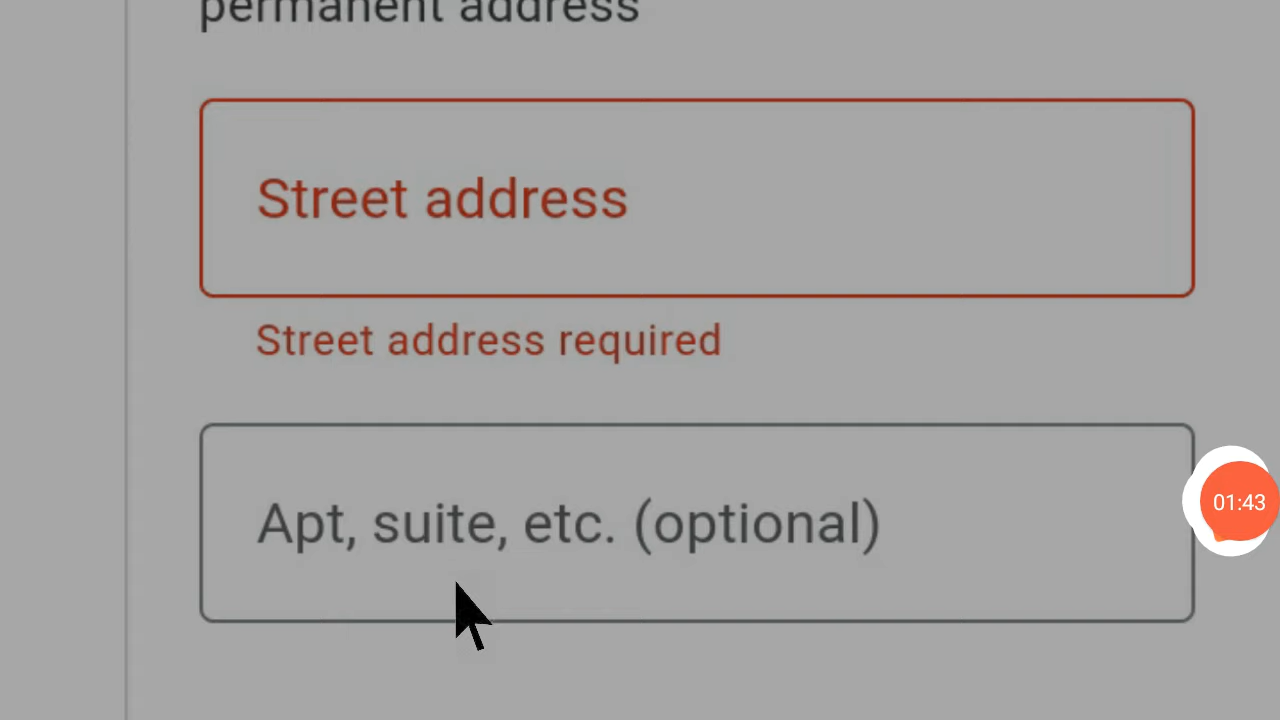 permanent address
Street address
Street address required
Apt, suite, etc. (optional)
01:43